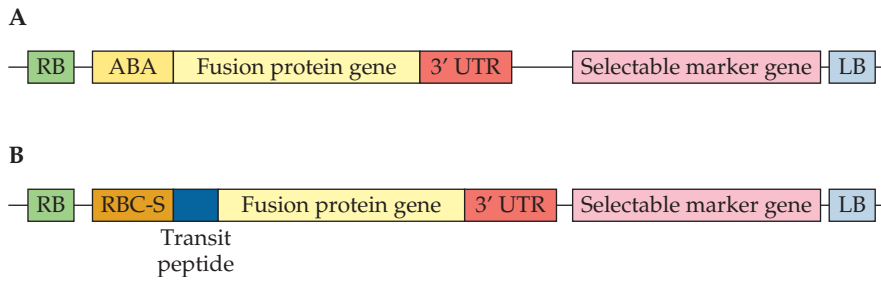 A
RB ABA Fusion protein gene 3′ UTR Selectable marker gene LB
B
RB RBC-S Fusion protein gene 3′ UTR Selectable marker gene LB
Transit
peptide